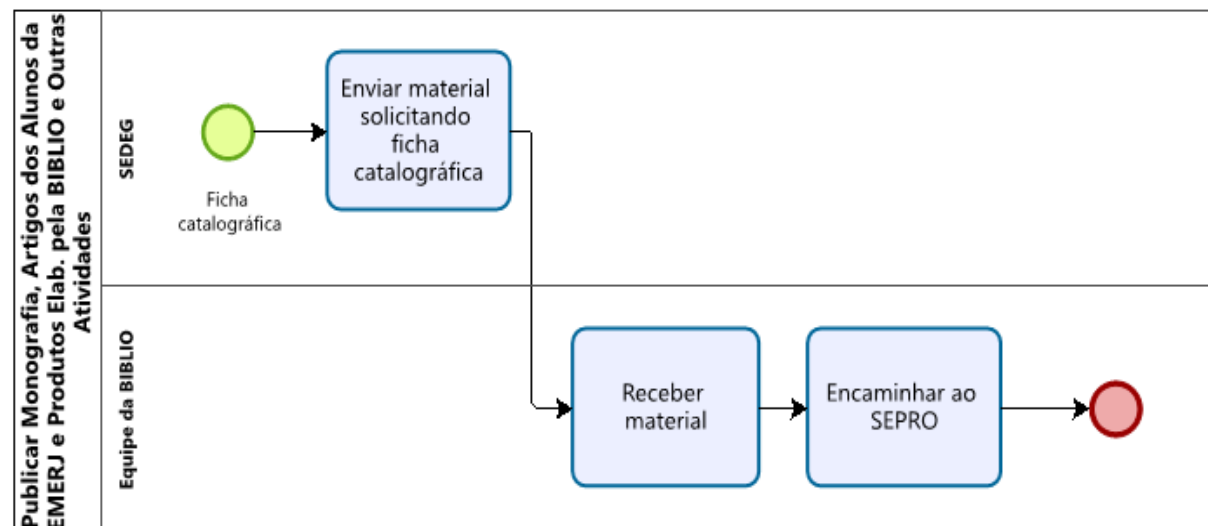 Publicar Monografia, Artigos dos Alunos da
EMERJ e Produtos Elab. pela BIBLIO e Outras
Atividades
SEDEG
Ficha
catalográfica
Enviar material
solicitando
ficha
catalográfica
Equipe da BIBLIO
Receber
material
Encaminhar ao
SEPRO